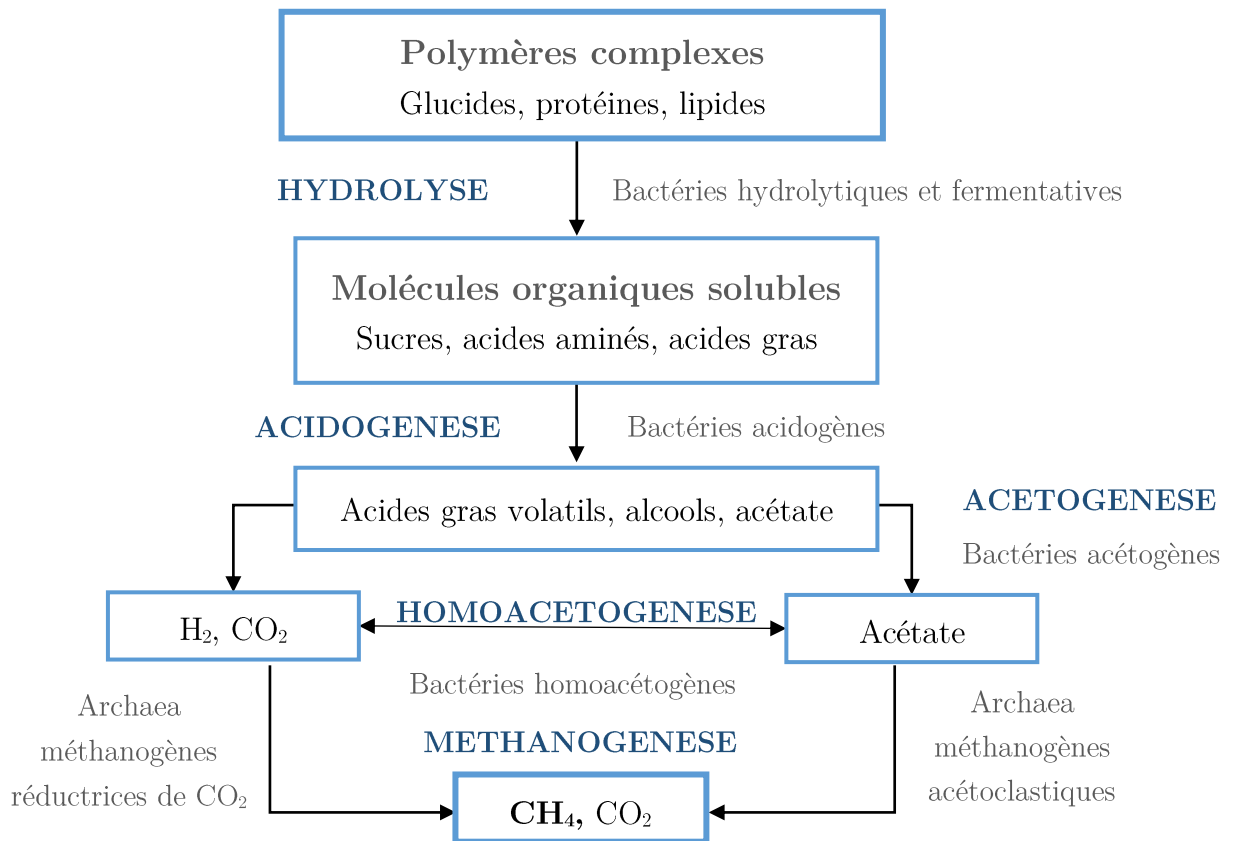 Polymères complexes
Glucides, protéines, lipides
HYDROLYSE
Bactéries hydrolytiques et fermentatives
Molécules organiques solubles
Sucres, acides aminés, acides gras
ACIDOGENESE
Bactéries acidogènes
Acides gras volatils, alcools, acétate
ACETOGENESE
Bactéries acétogènes
H₂, CO₂
HOMOACETOGENESE
Acétate
Bactéries homoacétogènes
Archaea
méthanogènes
réductrices de CO₂
METHANOGENESE
Archaea
méthanogènes
acétoclastiques
CH₄, CO₂